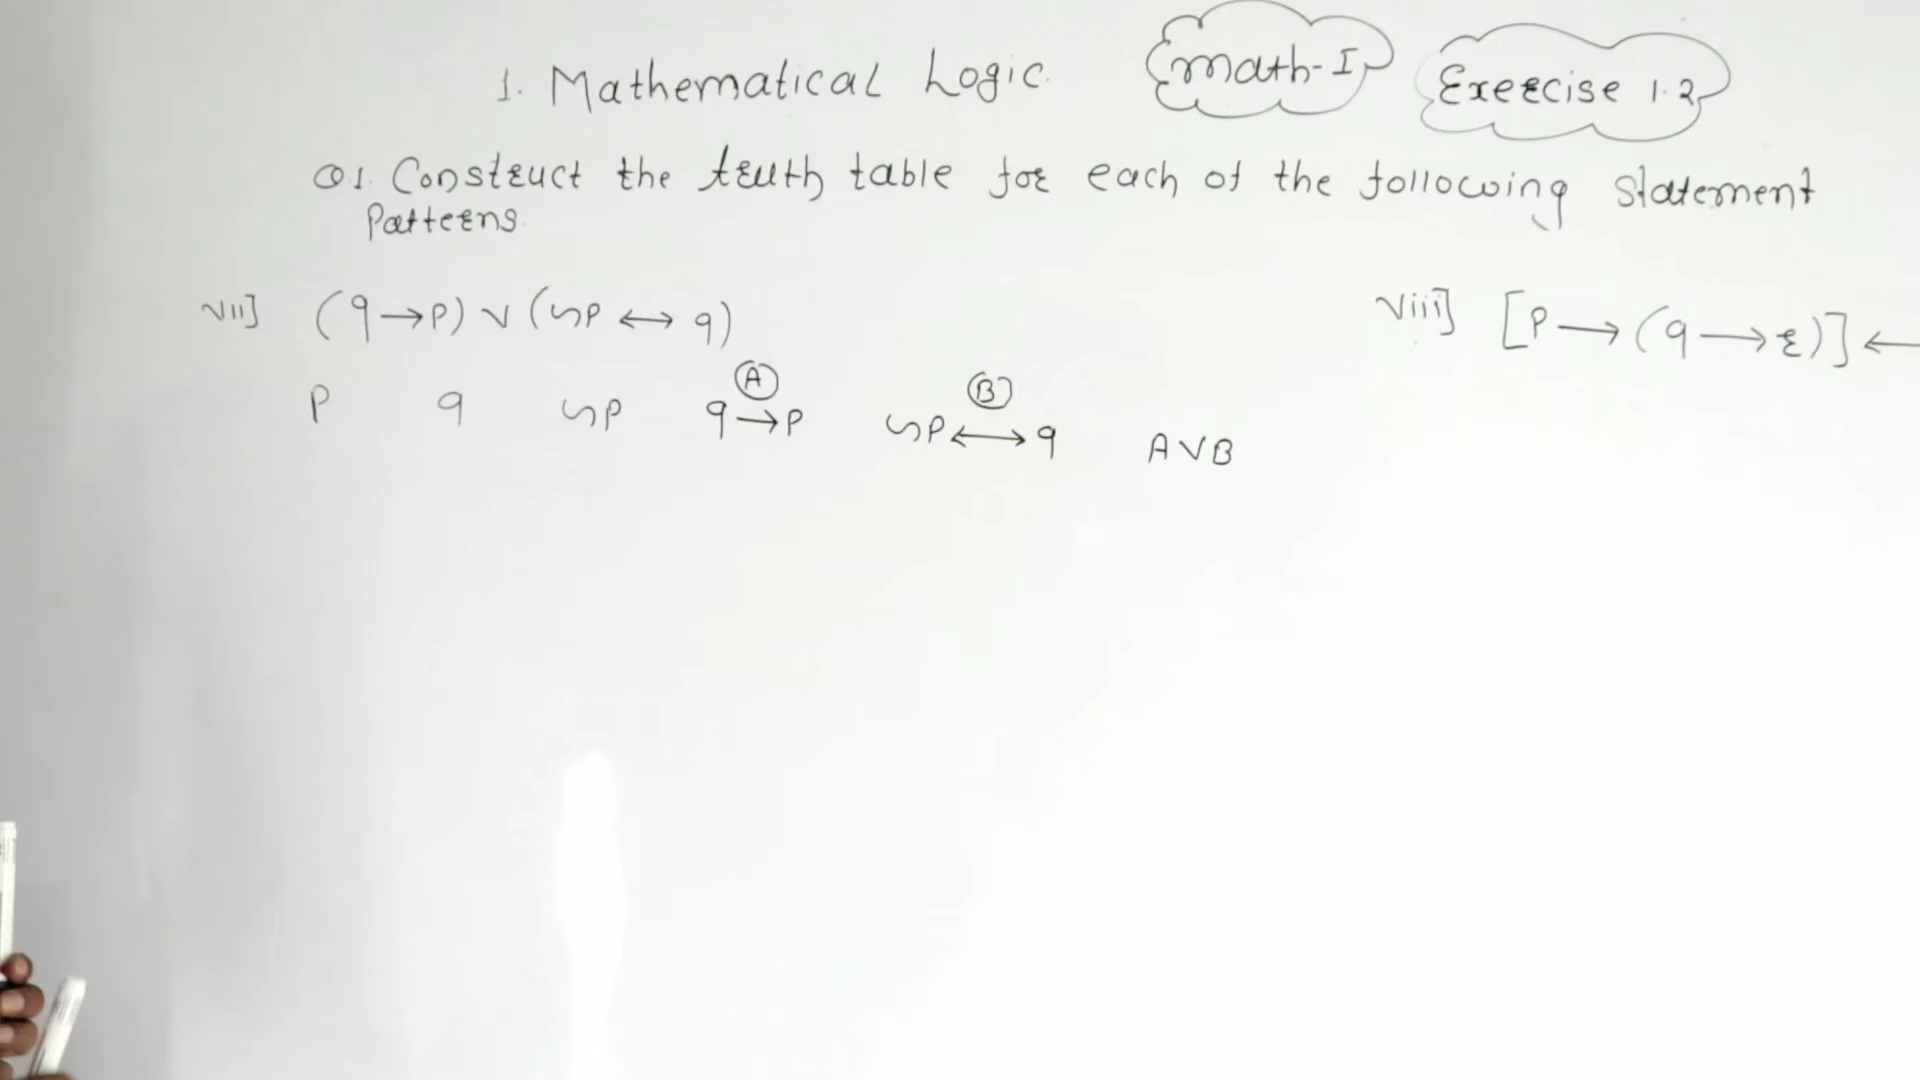 1. Mathematical Logic.
Math-I
Exercise 1.2
Q1. Construct the truth table for each of the following statement
Patterns.
vii] (q→p) ∨ (∼p ↔ q)
viii] [p → (q → r)] ←
A
B
p q ∼p q→p ∼p↔q A∨B